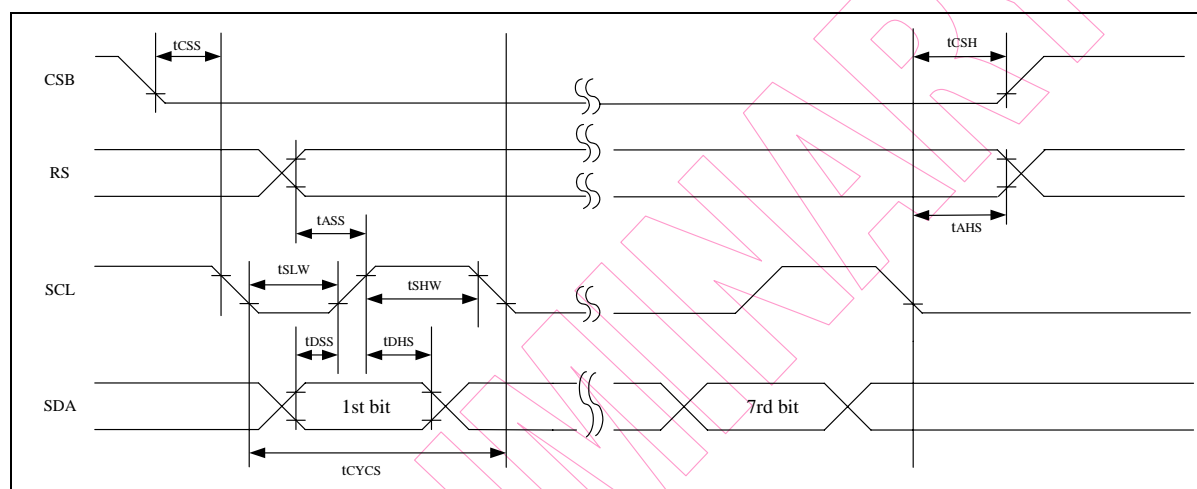 tCSS
tCSH
CSB
RS
tASS
tAHS
tSLW
SCL
tSHW
tDSS
tDHS
SDA
1st bit
7rd bit
tCYCS